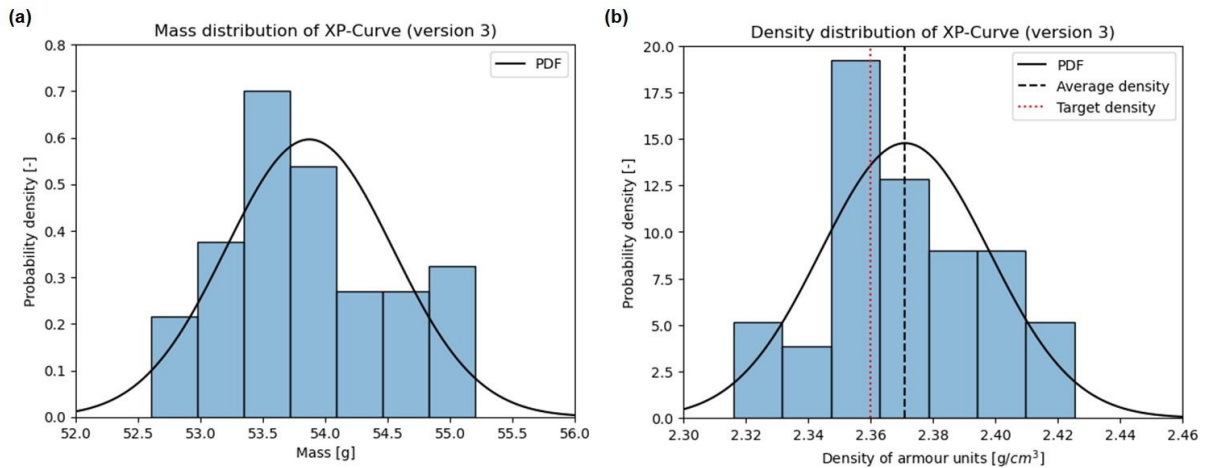 (a)
Mass distribution of XP-Curve (version 3)
0.8
0.7
0.6
0.5
0.4
0.3
0.2
0.1
0.0
Probability density [-]
PDF
52.0 52.5 53.0 53.5 54.0 54.5 55.0 55.5 56.0
Mass [g]
(b)
Density distribution of XP-Curve (version 3)
20.0
17.5
15.0
12.5
10.0
7.5
5.0
2.5
0.0
Probability density [-]
PDF
Average density
Target density
2.30 2.32 2.34 2.36 2.38 2.40 2.42 2.44 2.46
Density of armour units [g/cm³]